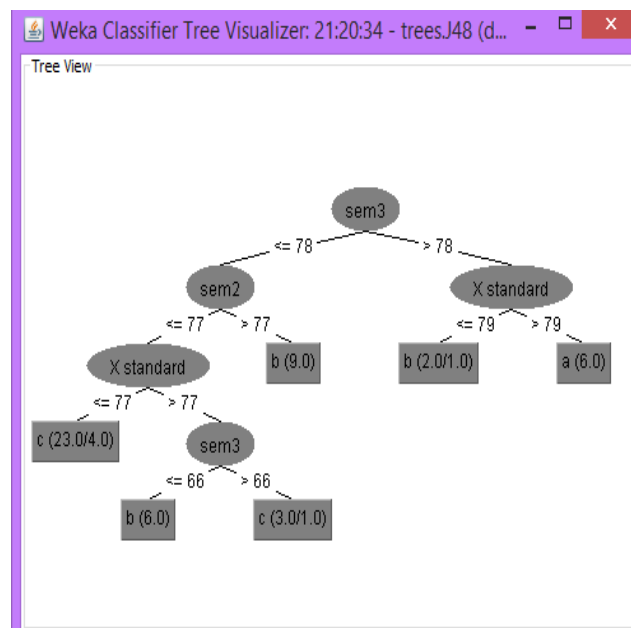 Weka Classifier Tree Visualizer: 21:20:34 - trees.J48 (d...
Tree View
sem3
<= 78 > 78
sem2 X standard
<= 77 > 77 <= 79 > 79
X standard b (9.0) b (2.0/1.0) a (6.0)
<= 77 > 77
c (23.0/4.0) sem3
<= 66 > 66
b (6.0) c (3.0/1.0)